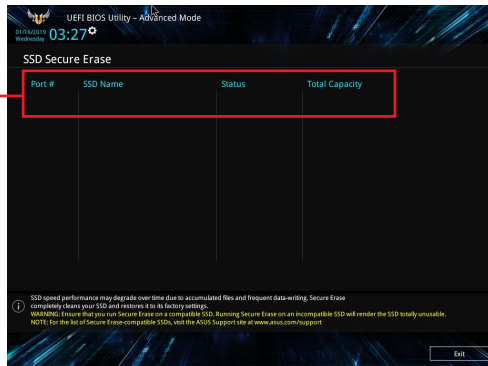 UEFI BIOS Utility – Advanced Mode
01/16/2019
Wednesday
03:27
SSD Secure Erase
Port # SSD Name Status Total Capacity
SSD speed performance may degrade over time due to accumulated files and frequent data-writing. Secure Erase
completely cleans your SSD and restores it to its factory settings.
WARNING: Ensure that you run Secure Erase on a compatible SSD. Running Secure Erase on an incompatible SSD will render the SSD totally unusable.
NOTE: For the list of Secure Erase-compatible SSDs, visit the ASUS Support site at www.asus.com/support
Exit